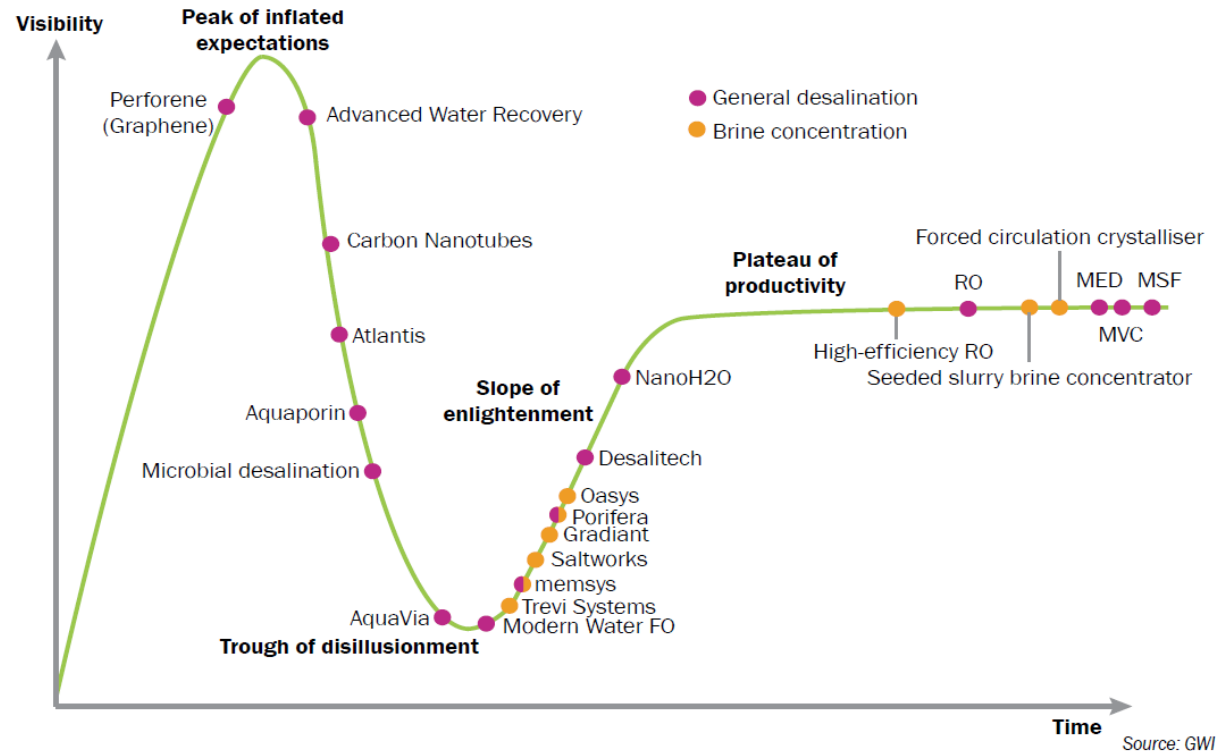 Visibility
Peak of inflated
expectations
Perforene
(Graphene)
Advanced Water Recovery
General desalination
Brine concentration
Carbon Nanotubes
Forced circulation crystalliser
Plateau of
productivity
RO
MED
MSF
Atlantis
High-efficiency RO
MVC
Seeded slurry brine concentrator
NanoH2O
Slope of
enlightenment
Aquaporin
Microbial desalination
Desalitech
Oasys
Porifera
Gradiant
Saltworks
memsys
Trevi Systems
AquaVia
Modern Water FO
Trough of disillusionment
Time
Source: GWI